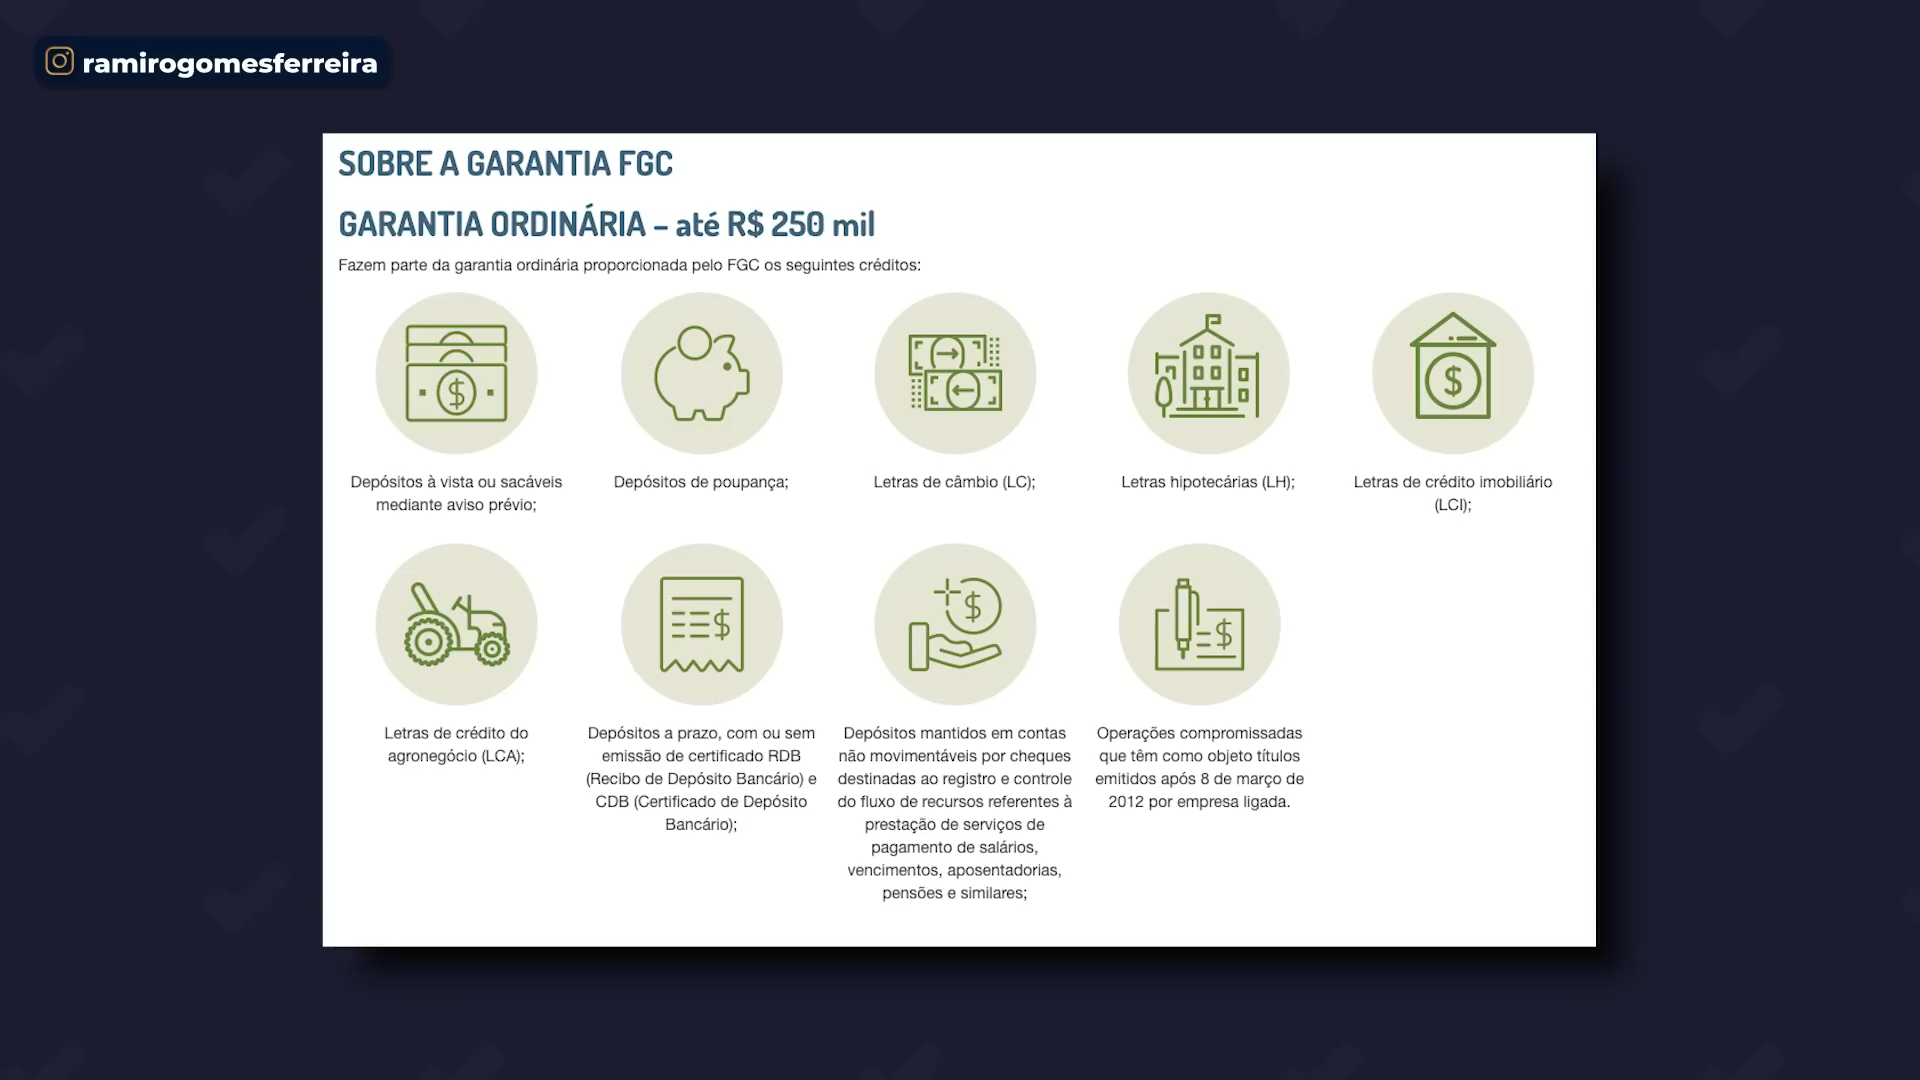 ramirogomesferreira
SOBRE A GARANTIA FGC
GARANTIA ORDINÁRIA – até R$ 250 mil
Fazem parte da garantia ordinária proporcionada pelo FGC os seguintes créditos:
Depósitos à vista ou sacáveis
mediante aviso prévio;
Depósitos de poupança;
Letras de câmbio (LC);
Letras hipotecárias (LH);
Letras de crédito imobiliário
(LCI);
Letras de crédito do
agronegócio (LCA);
Depósitos a prazo, com ou sem
emissão de certificado RDB
(Recibo de Depósito Bancário) e
CDB (Certificado de Depósito
Bancário);
Depósitos mantidos em contas
não movimentáveis por cheques
destinadas ao registro e controle
do fluxo de recursos referentes à
prestação de serviços de
pagamento de salários,
vencimentos, aposentadorias,
pensões e similares;
Operações compromissadas
que têm como objeto títulos
emitidos após 8 de março de
2012 por empresa ligada.